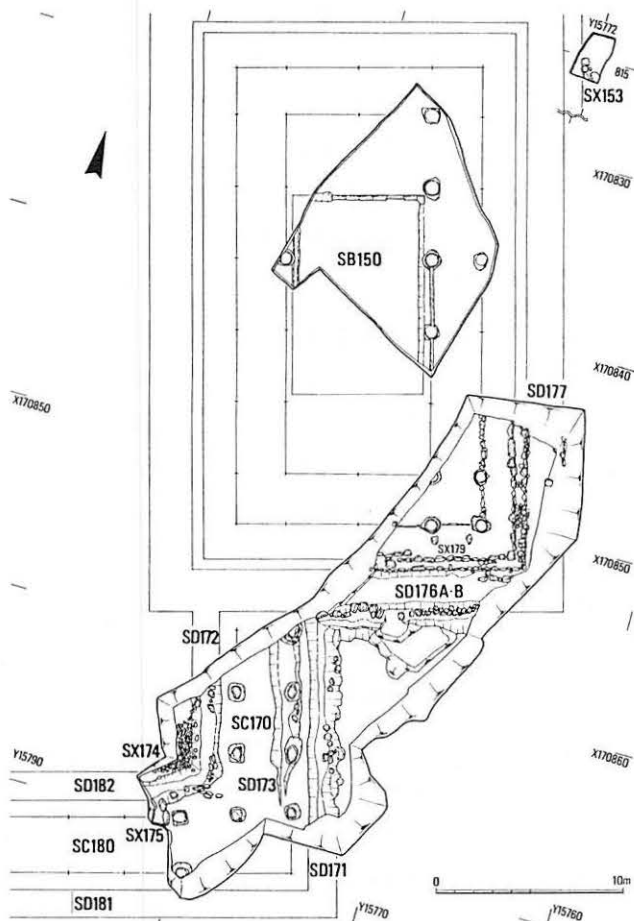 Y15772
815
SX153
X170830
SB150
X170840
SD177
X170850
SX179
X170850
SD176A·B
SD172
SC170
SX174
Y15790
X170860
SD182
SD173
SX175
SC180
SD171
SD181
0
10m
Y15770
Y15760